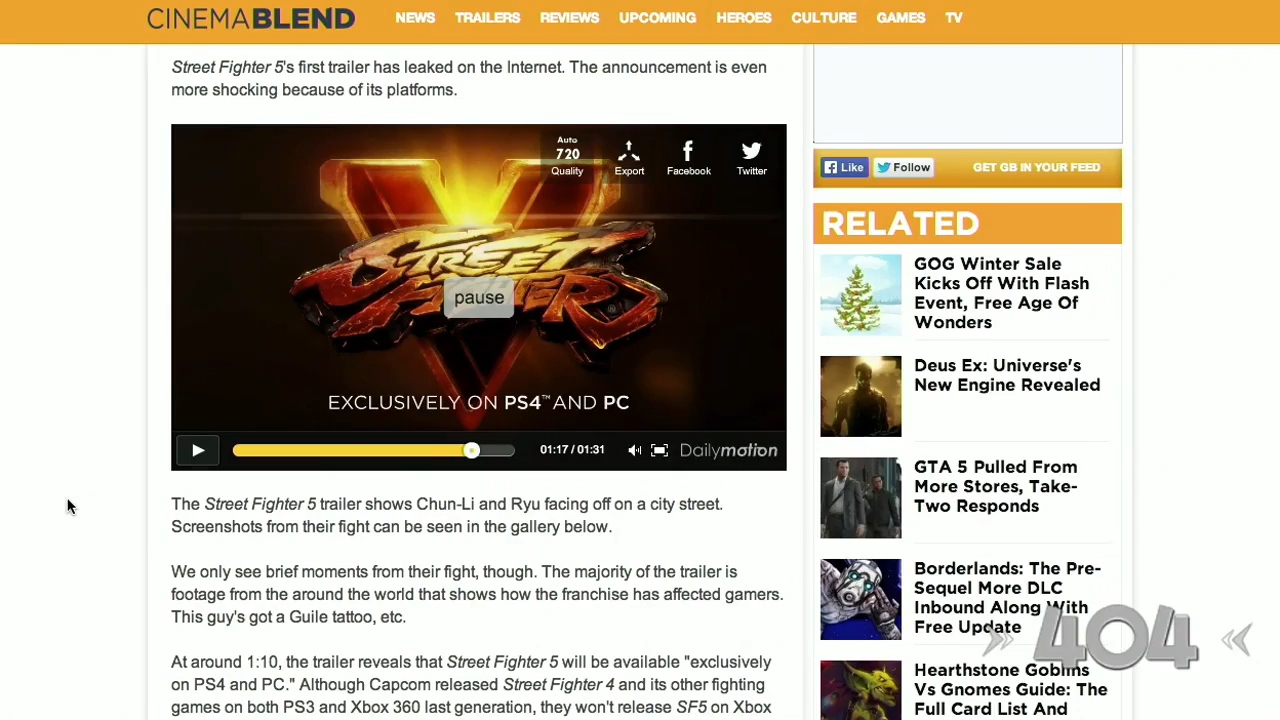 CINEMABLEND NEWS TRAILERS REVIEWS UPCOMING HEROES CULTURE GAMES TV
Street Fighter 5's first trailer has leaked on the Internet. The announcement is even
more shocking because of its platforms.
Auto
720
Quality Export Facebook Twitter
STREET
FIGHTER
pause
EXCLUSIVELY ON PS4™ AND PC
01:17 / 01:31 Dailymotion
The Street Fighter 5 trailer shows Chun-Li and Ryu facing off on a city street.
Screenshots from their fight can be seen in the gallery below.
We only see brief moments from their fight, though. The majority of the trailer is
footage from the around the world that shows how the franchise has affected gamers.
This guy's got a Guile tattoo, etc.
At around 1:10, the trailer reveals that Street Fighter 5 will be available "exclusively
on PS4 and PC." Although Capcom released Street Fighter 4 and its other fighting
games on both PS3 and Xbox 360 last generation, they won't release SF5 on Xbox
Like Follow GET GB IN YOUR FEED
RELATED
GOG Winter Sale
Kicks Off With Flash
Event, Free Age Of
Wonders
Deus Ex: Universe's
New Engine Revealed
GTA 5 Pulled From
More Stores, Take-
Two Responds
Borderlands: The Pre-
Sequel More DLC
Inbound Along With
Free Update
Hearthstone Goblins
Vs Gnomes Guide: The
Full Card List And
» 404 «